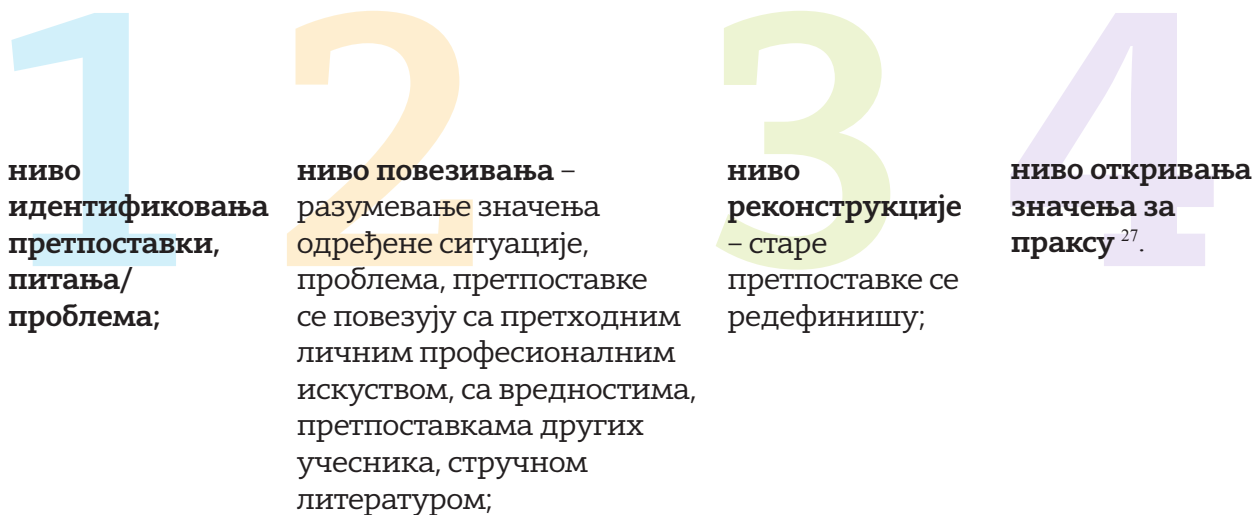 1
ниво
идентификовања
претпоставки,
питања/
проблема;
2
ниво повезивања –
разумевање значења
одређене ситуације,
проблема, претпоставке
се повезују са претходним
личним професионалним
искуством, са вредностима,
претпоставкама других
учесника, стручном
литературом;
3
ниво
реконструкције
– старе
претпоставке се
редефинишу;
4
ниво откривања
значења за
праксу 27.